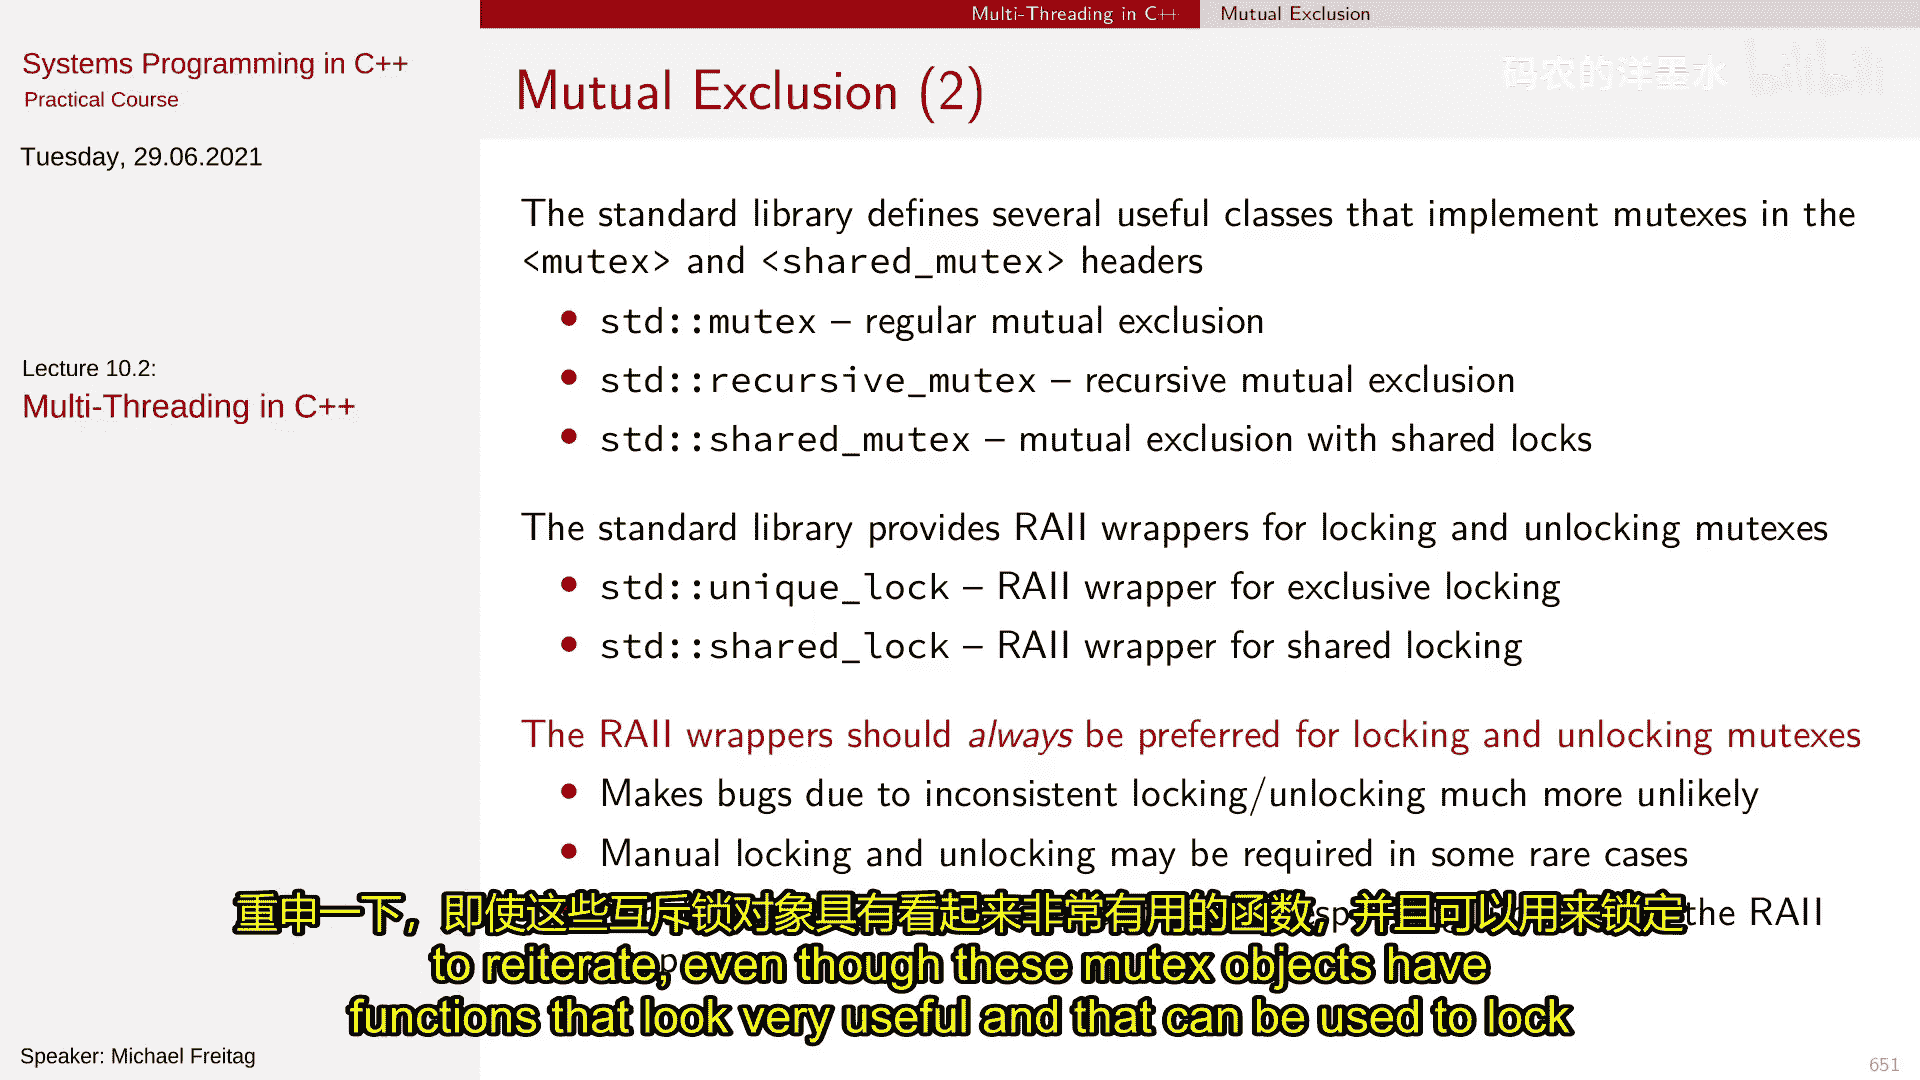 Multi-Threading in C++
Mutual Exclusion
Systems Programming in C++
Practical Course
Tuesday, 29.06.2021
Lecture 10.2:
Multi-Threading in C++
Mutual Exclusion (2)
码农的洋墨水 bilibili
The standard library defines several useful classes that implement mutexes in the
<mutex> and <shared_mutex> headers
• std::mutex – regular mutual exclusion
• std::recursive_mutex – recursive mutual exclusion
• std::shared_mutex – mutual exclusion with shared locks
The standard library provides RAII wrappers for locking and unlocking mutexes
• std::unique_lock – RAII wrapper for exclusive locking
• std::shared_lock – RAII wrapper for shared locking
The RAII wrappers should always be preferred for locking and unlocking mutexes
• Makes bugs due to inconsistent locking/unlocking much more unlikely
• Manual locking and unlocking may be required in some rare cases
the RAII
重申一下，即使这些互斥锁对象具有看起来非常有用的函数，并且可以用来锁定
to reiterate, even though these mutex objects have
functions that look very useful and that can be used to lock
Speaker: Michael Freitag
651